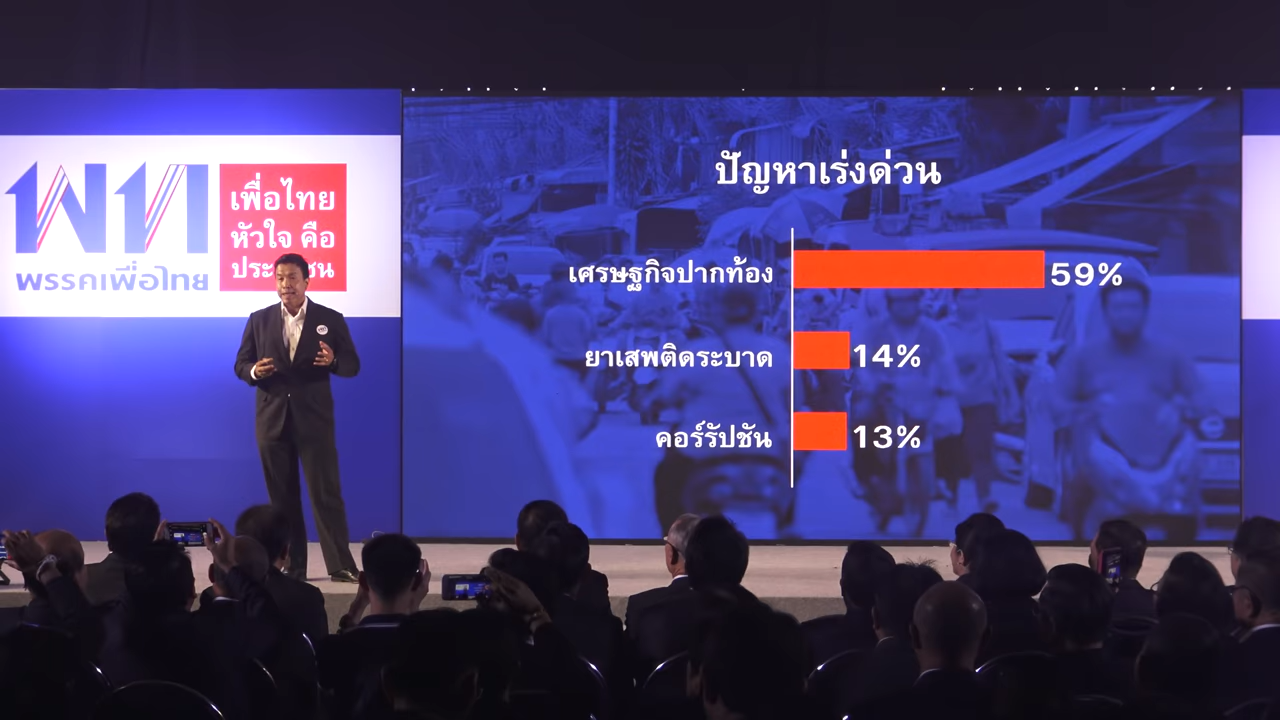 พท
พรรคเพื่อไทย
เพื่อไทย
หัวใจ คือ
ปัญหาเร่งด่วน
เศรษฐกิจปากท้อง 59%
ยาเสพติดระบาด 14%
คอร์รัปชัน 13%